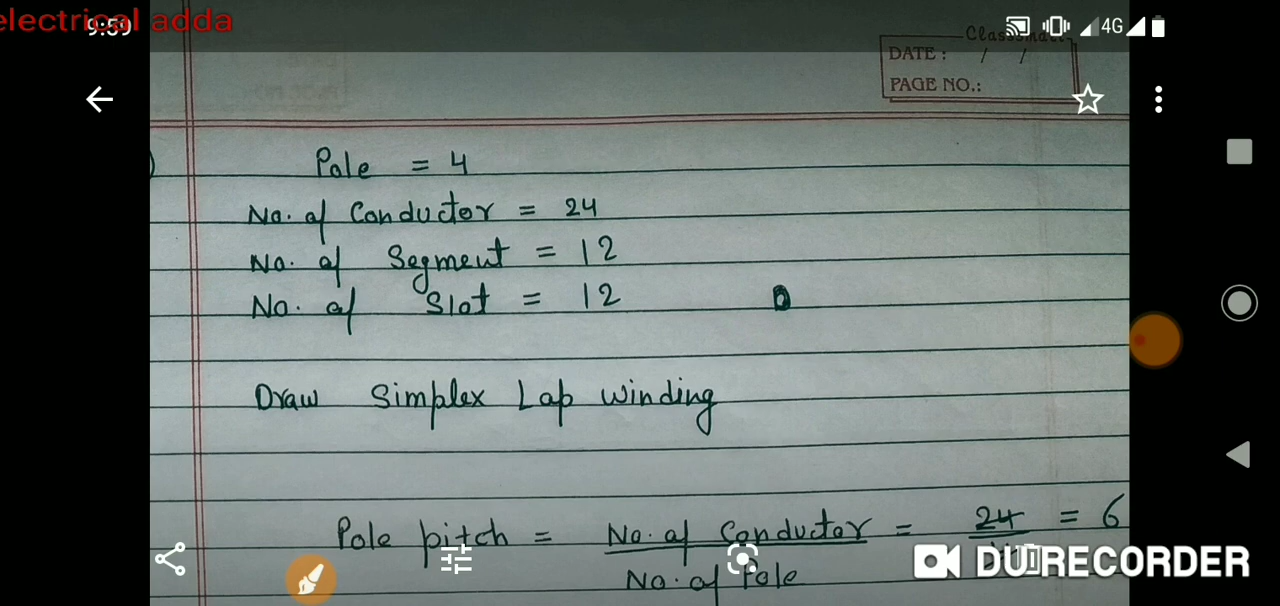 electrical adda
9:59
4G
Classmate
DATE : / /
PAGE NO.:
Pole = 4
No. of Conductor = 24
No. of Segment = 12
No. of Slot = 12
Draw Simplex Lap winding
Pole pitch = No. of Conductor / No. of Pole = 24 / = 6
DU RECORDER